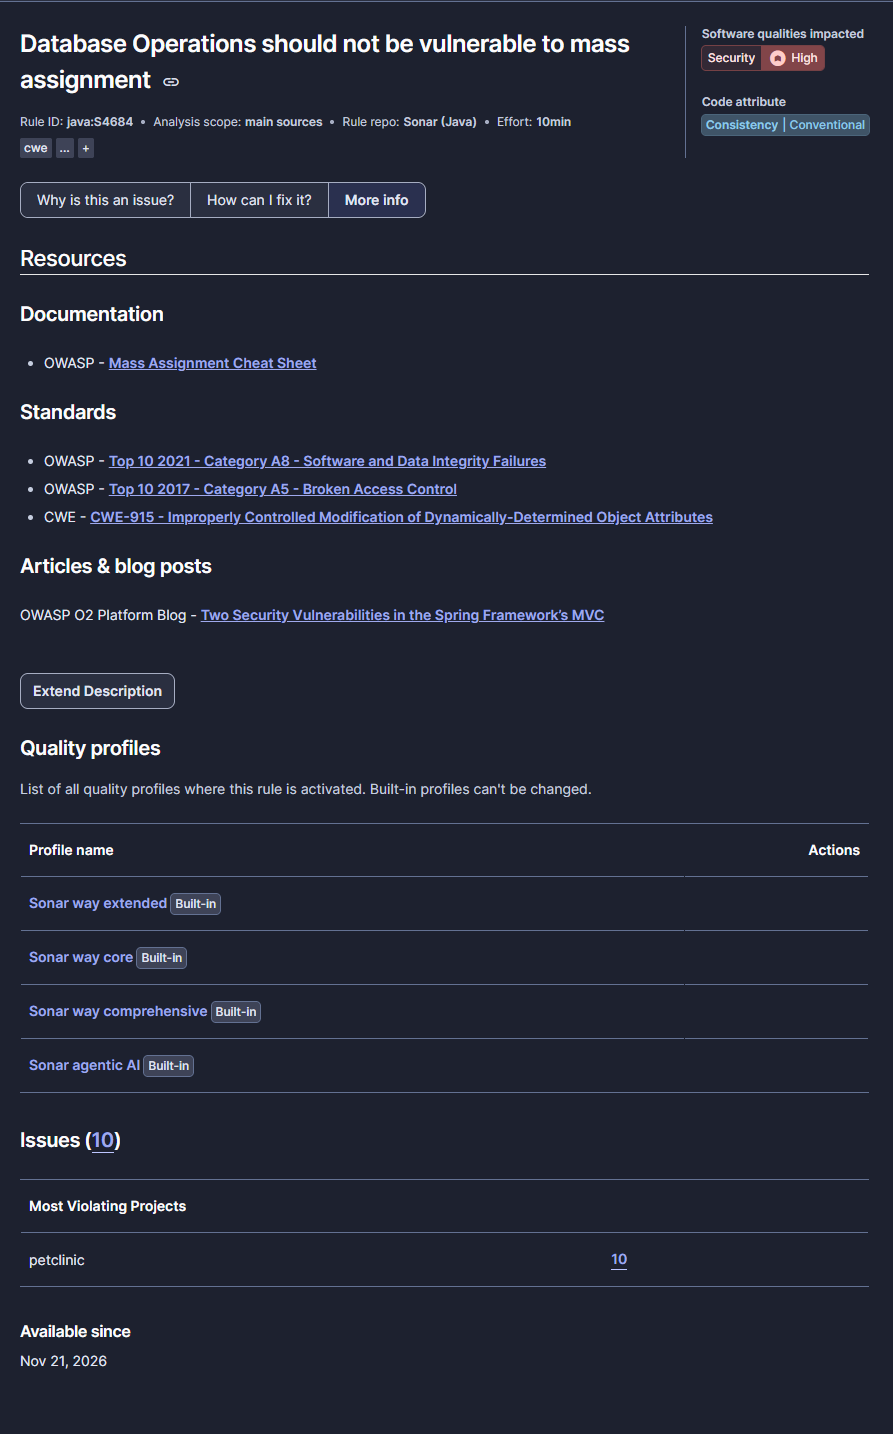 Database Operations should not be vulnerable to mass
assignment
Rule ID: java:S4684 • Analysis scope: main sources • Rule repo: Sonar (Java) • Effort: 10min
cwe ... +
Software qualities impacted
Security High
Code attribute
Consistency | Conventional
Why is this an issue? How can I fix it? More info
Resources
Documentation
• OWASP - Mass Assignment Cheat Sheet
Standards
• OWASP - Top 10 2021 - Category A8 - Software and Data Integrity Failures
• OWASP - Top 10 2017 - Category A5 - Broken Access Control
• CWE - CWE-915 - Improperly Controlled Modification of Dynamically-Determined Object Attributes
Articles & blog posts
OWASP O2 Platform Blog - Two Security Vulnerabilities in the Spring Framework’s MVC
Extend Description
Quality profiles
List of all quality profiles where this rule is activated. Built-in profiles can't be changed.
Profile name Actions
Sonar way extended Built-in
Sonar way core Built-in
Sonar way comprehensive Built-in
Sonar agentic AI Built-in
Issues (10)
Most Violating Projects
petclinic 10
Available since
Nov 21, 2026